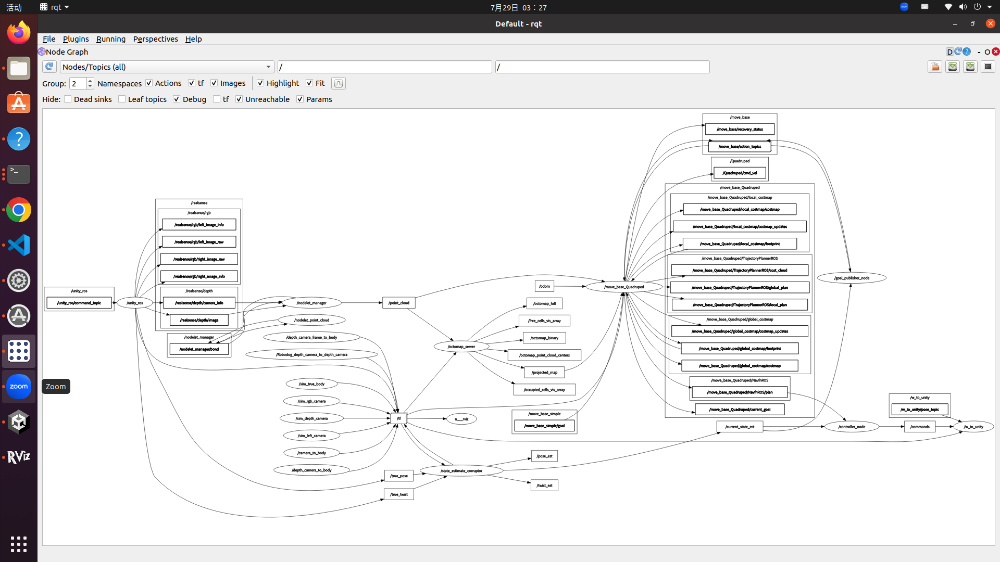 活动
rqt
7月29日 03：27
zoom
Default - rqt
File Plugins Running Perspectives Help
Node Graph
D
- O
Nodes/Topics (all)
/
/
Group: 2 Namespaces Actions tf Images Highlight Fit
Hide: Dead sinks Leaf topics Debug tf Unreachable Params
zoom
Zoom
RViz
/unity_ros
/unity_ros/command_topic
/unity_ros
/realsense
/realsense/rgb
/realsense/rgb/left_image_info
/realsense/rgb/left_image_raw
/realsense/rgb/right_image_raw
/realsense/rgb/right_image_info
/realsense/depth
/realsense/depth/camera_info
/realsense/depth/image
/nodelet_manager
/nodelet_manager/bond
/nodelet_manager
/nodelet_point_cloud
/depth_camera_frame_to_body
/Robodog_depth_camera_to_depth_camera
/sim_true_body
/sim_rgb_camera
/sim_depth_camera
/sim_left_camera
/camera_to_body
/depth_camera_to_body
/point_cloud
/tf
/true_pose
/true_twist
/octomap_server
n___rviz
/state_estimate_corruptor
/odom
/octomap_full
/free_cells_vis_array
/octomap_binary
/octomap_point_cloud_centers
/projected_map
/occupied_cells_vis_array
/move_base_simple
/move_base_simple/goal
/pose_est
/twist_est
/move_base_Quadruped
/move_base
/move_base/recovery_status
/move_base/action_topics
/Quadruped
/Quadruped/cmd_vel
/move_base_Quadruped
/move_base_Quadruped/local_costmap
/move_base_Quadruped/local_costmap/costmap
/move_base_Quadruped/local_costmap/costmap_updates
/move_base_Quadruped/local_costmap/footprint
/move_base_Quadruped/TrajectoryPlannerROS
/move_base_Quadruped/TrajectoryPlannerROS/cost_cloud
/move_base_Quadruped/TrajectoryPlannerROS/global_plan
/move_base_Quadruped/TrajectoryPlannerROS/local_plan
/move_base_Quadruped/global_costmap
/move_base_Quadruped/global_costmap/costmap_updates
/move_base_Quadruped/global_costmap/footprint
/move_base_Quadruped/global_costmap/costmap
/move_base_Quadruped/NavfnROS
/move_base_Quadruped/NavfnROS/plan
/move_base_Quadruped/current_goal
/current_state_est
/goal_publisher_node
/controller_node
/w_to_unity
/w_to_unity/pose_topic
/commands
/w_to_unity